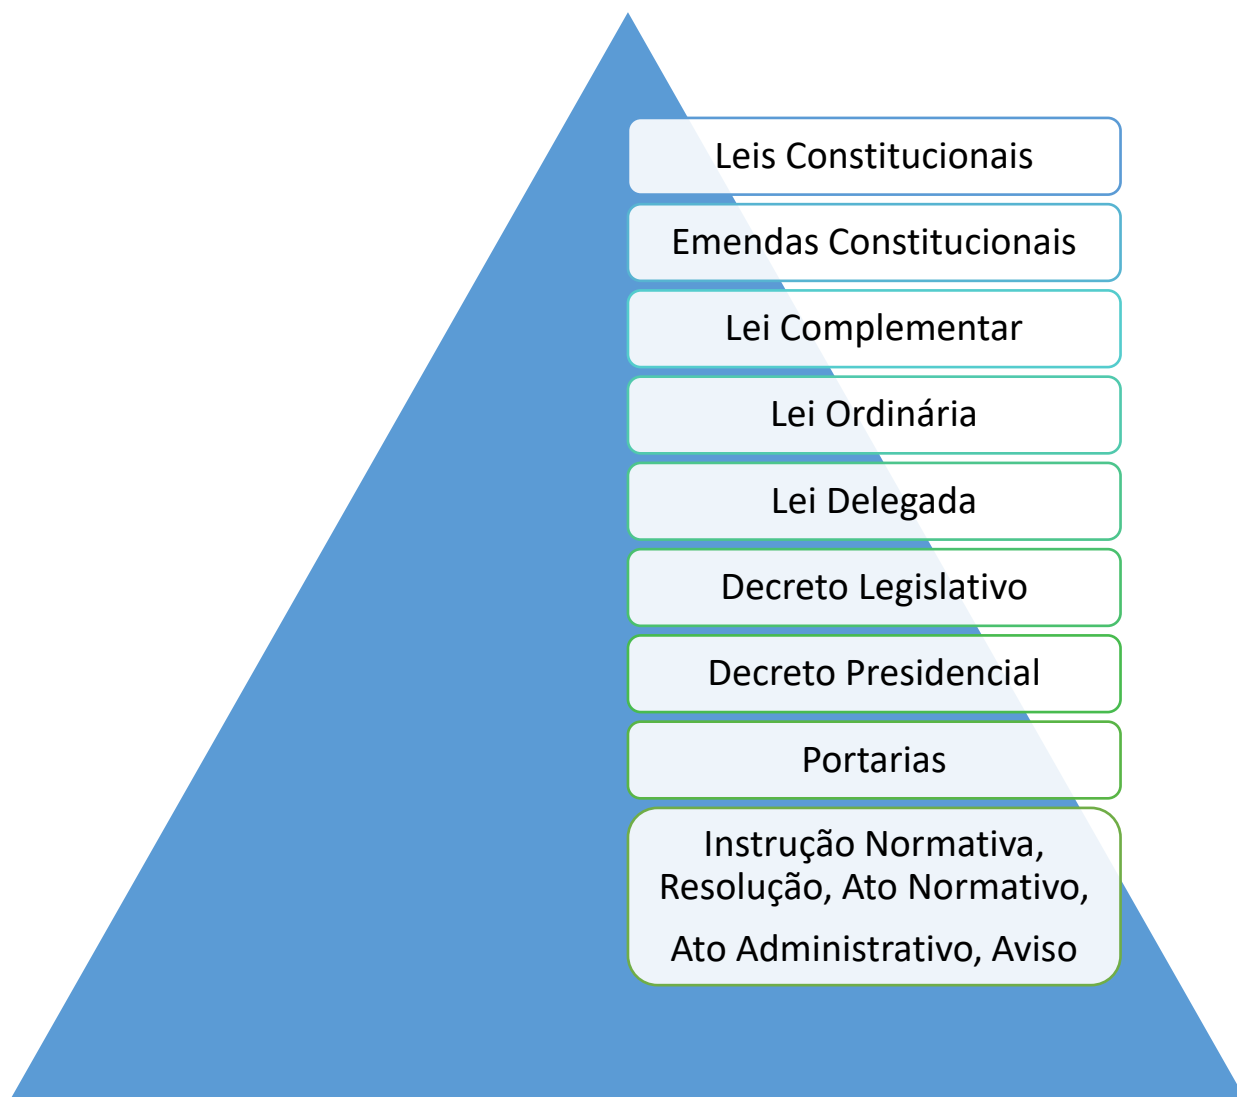 Leis Constitucionais
Emendas Constitucionais
Lei Complementar
Lei Ordinária
Lei Delegada
Decreto Legislativo
Decreto Presidencial
Portarias
Instrução Normativa,
Resolução, Ato Normativo,
Ato Administrativo, Aviso